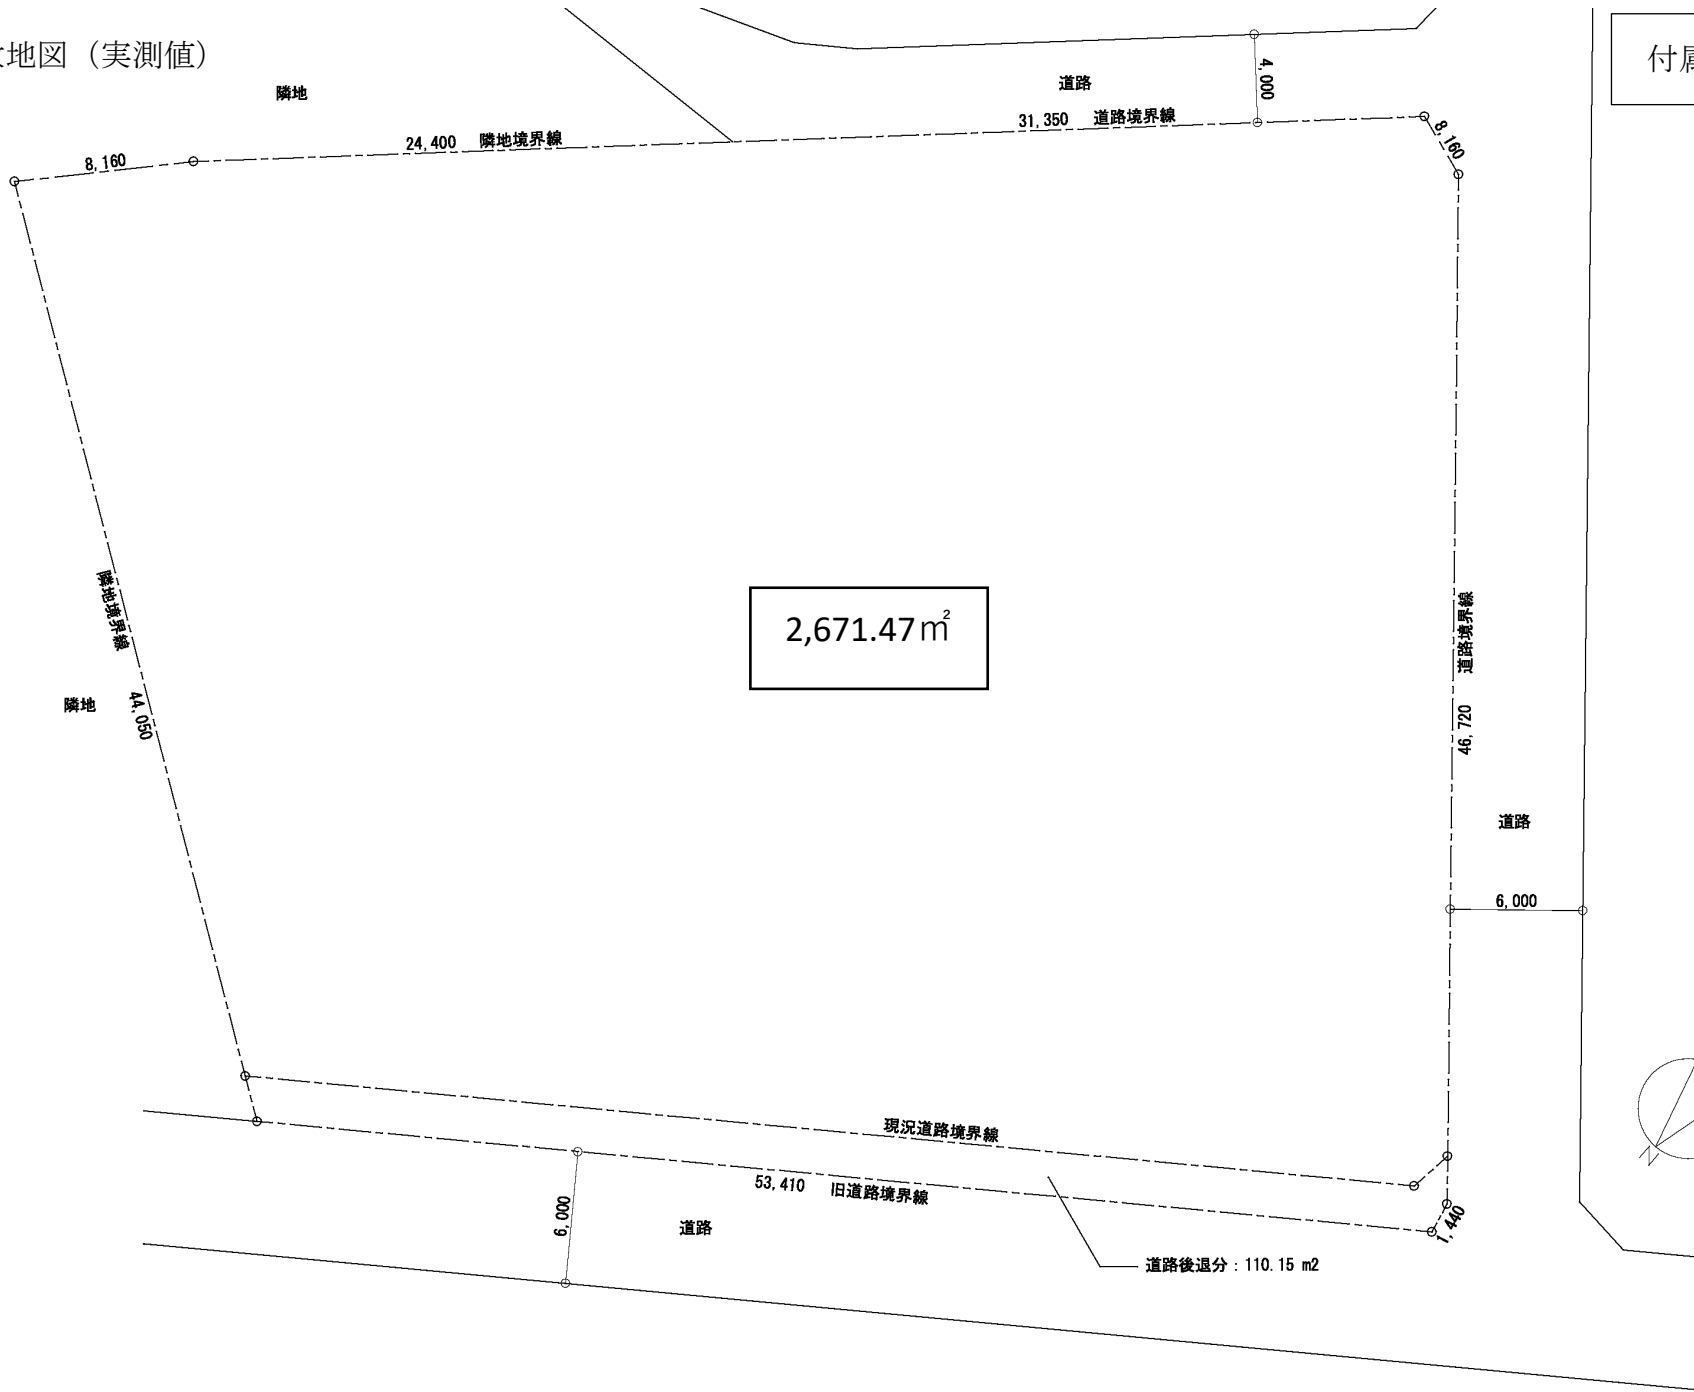 地図（実測値）
付
隣地
道路
4,000
31,350 道路境界線
24,400 隣地境界線
8,160
8,160
2,671.47㎡
隣地境界線
44,050
隣地
道路境界線
46,720
道路
6,000
現況道路境界線
53,410 旧道路境界線
6,000
道路
1,440
道路後退分：110.15 m2
N